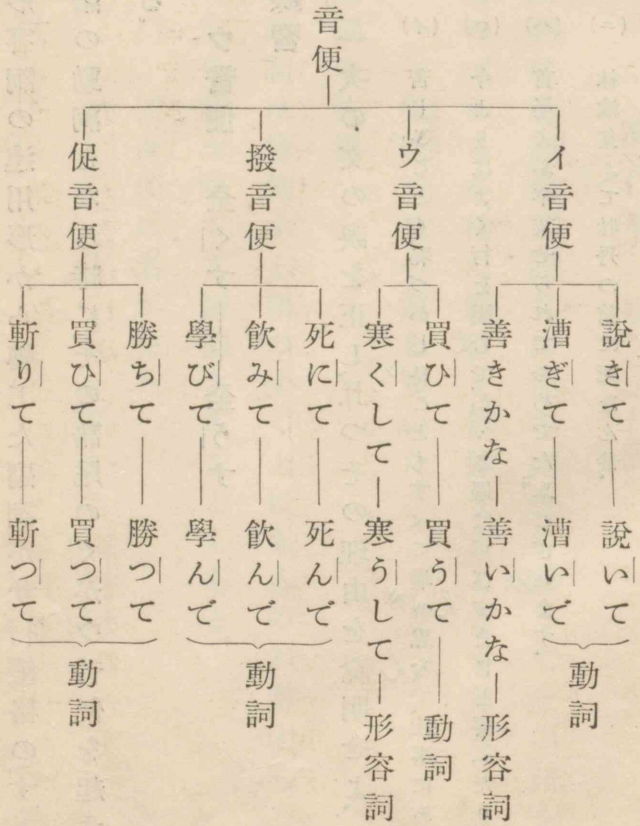 音便
イ音便
說きて―說いて
漕ぎて―漕いで
動詞
善きかな―善いかな―形容詞
ウ音便
買ひて―買うて―動詞
寒くして―寒うして―形容詞
撥音便
死にて―死んで
飮みて―飮んで
學びて―學んで
動詞
促音便
勝ちて―勝つて
買ひて―買つて
斬りて―斬つて
動詞